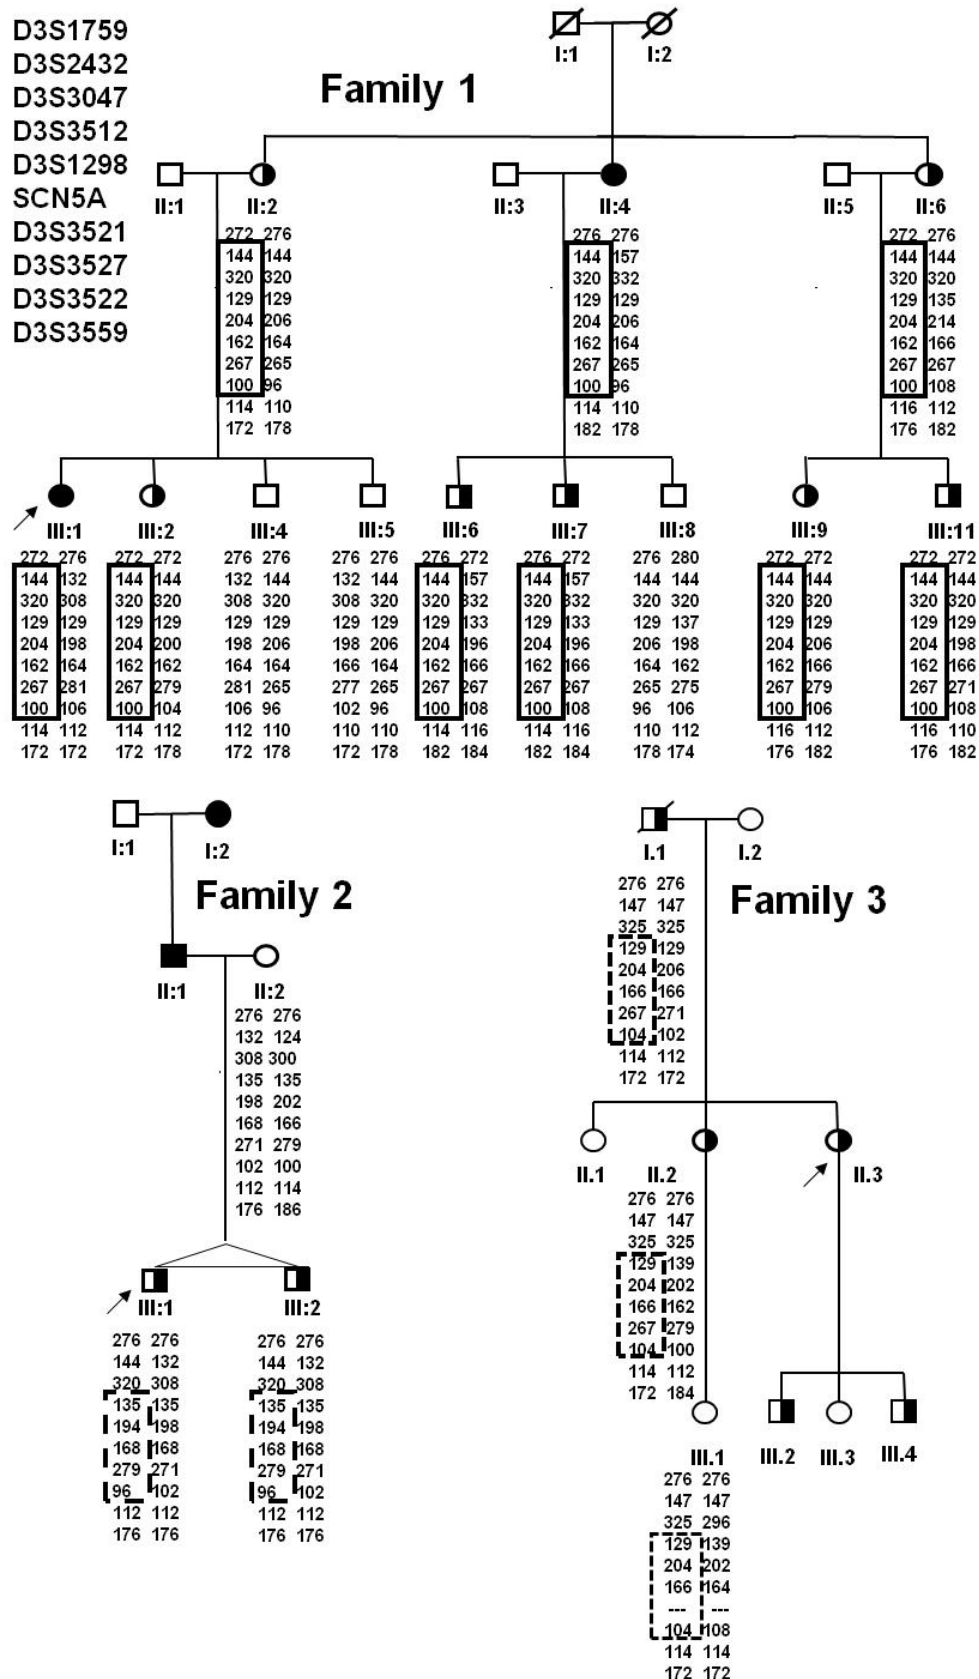 D3S1759
D3S2432
D3S3047
D3S3512
D3S1298
SCN5A
D3S3521
D3S3527
D3S3522
D3S3559
Family 1
I:1 I:2
II:1 II:2 II:3 II:4 II:5 II:6
272 276 276 276 272 276
144 144 144 157 144 144
320 320 320 332 320 320
129 129 129 129 129 135
204 206 204 206 204 214
162 164 162 164 162 166
267 265 267 265 267 267
100 96 100 96 100 108
114 110 114 110 116 112
172 178 182 178 176 182
III:1 III:2 III:4 III:5 III:6 III:7 III:8 III:9 III:11
272 276 272 272 276 276 276 276 276 272 276 272 276 280 272 272 272 272
144 132 144 144 132 144 132 144 144 157 144 157 144 144 144 144 144 144
320 308 320 320 308 320 308 320 320 332 320 332 320 320 320 320 320 320
129 129 129 129 129 129 129 129 129 133 129 133 129 137 129 129 129 129
204 198 204 200 198 206 198 206 204 196 204 196 206 198 204 206 204 198
162 164 162 162 164 164 166 164 162 166 162 166 164 162 162 166 162 166
267 281 267 279 281 265 277 265 267 267 267 267 265 275 267 279 267 271
100 106 100 104 106 96 102 96 100 108 100 108 96 106 100 106 100 108
114 112 114 112 112 110 110 110 114 116 114 116 110 112 116 112 116 110
172 172 172 178 172 178 172 178 182 184 182 184 178 174 176 182 176 182
I:1 I:2
Family 2
II:1 II:2
276 276
132 124
308 300
135 135
198 202
168 166
271 279
102 100
112 114
176 186
III:1 III:2
276 276 276 276
144 132 144 132
320 308 320 308
135 135 135 135
194 198 194 198
168 168 168 168
279 271 279 271
96 102 96 102
112 112 112 112
176 176 176 176
I.1 I.2
Family 3
276 276
147 147
325 325
129 129
204 206
166 166
267 271
104 102
114 112
172 172
II.1 II.2 II.3
276 276
147 147
325 325
129 139
204 202
166 162
267 279
104 100
114 112
172 184
III.1 III.2 III.3 III.4
276 276
147 147
325 296
129 139
204 202
166 164
--- ---
104 108
114 114
172 172